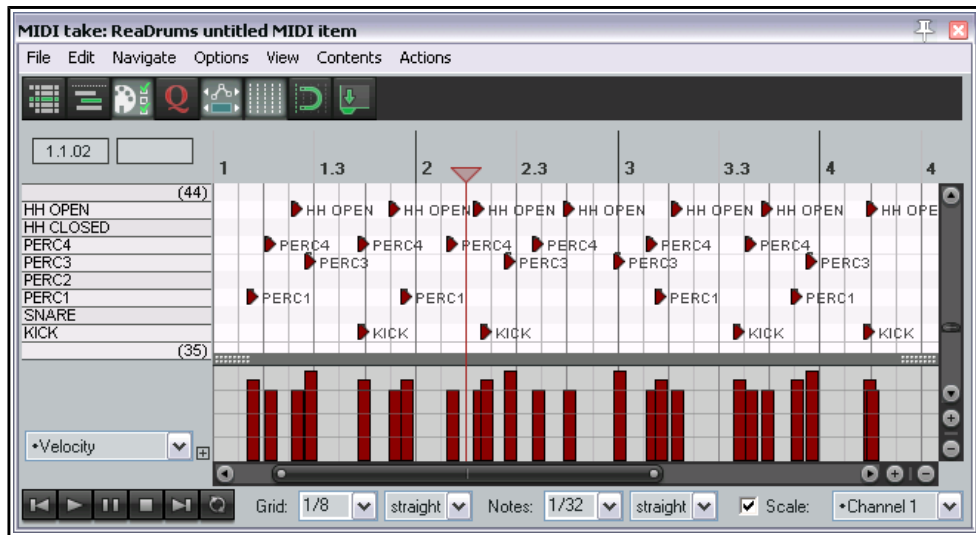 MIDI take: ReaDrums untitled MIDI item
File Edit Navigate Options View Contents Actions
Q
1.1.02
1 1.3 2 2.3 3 3.3 4 4
(44)
HH OPEN HH OPEN HH OPEN HH OPEN HH OPEN HH OPEN HH OPEN HH OPE
HH CLOSED
PERC4 PERC4 PERC4 PERC4 PERC4 PERC4 PERC4
PERC3 PERC3 PERC3 PERC3 PERC3
PERC2
PERC1 PERC1 PERC1 PERC1 PERC1
SNARE
KICK KICK KICK KICK KICK
(35)
•Velocity
Grid: 1/8 straight Notes: 1/32 straight Scale: •Channel 1